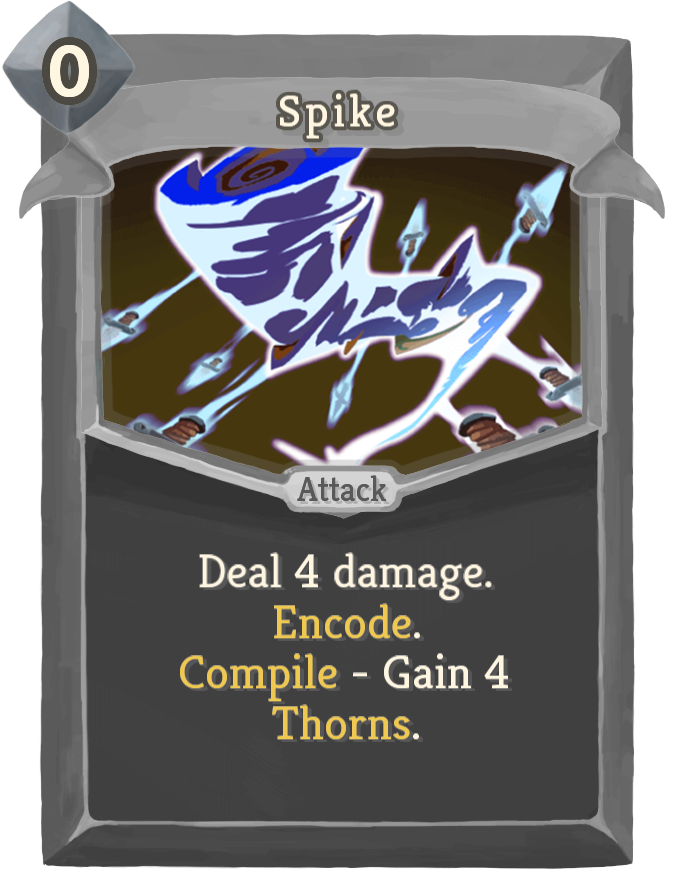 0
Spike
Attack
Deal 4 damage.
Encode.
Compile - Gain 4
Thorns.